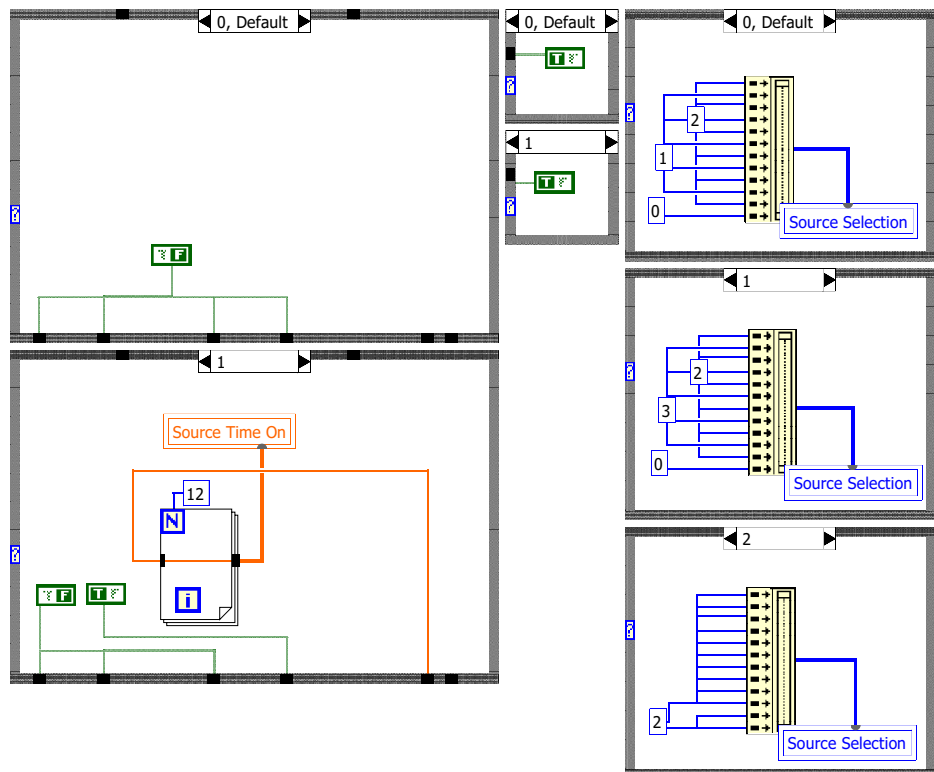 0, Default
0, Default
0, Default
T
?
2
1
?
1
T
0
Source Selection
?
?
F
1
1
2
?
3
Source Time On
0
Source Selection
12
N
2
?
F
T
i
?
2
Source Selection